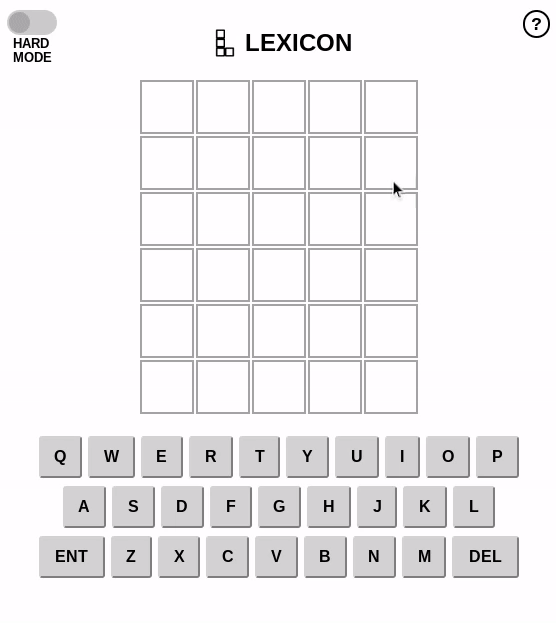 HARD
MODE
LEXICON
?
Q W E R T Y U I O P
A S D F G H J K L
ENT Z X C V B N M DEL